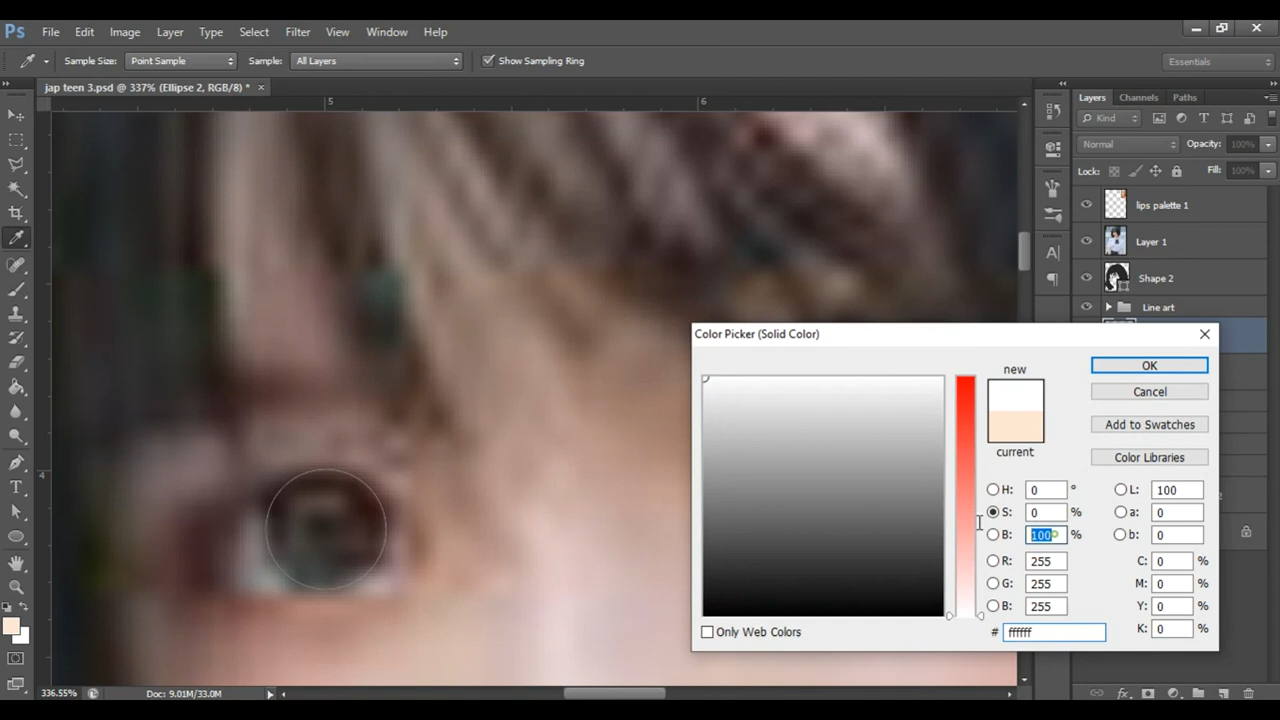 Ps File Edit Image Layer Type Select Filter View Window Help
Sample Size: Point Sample Sample: All Layers Show Sampling Ring Essentials
jap teen 3.psd @ 337% (Ellipse 2, RGB/8) * ×
5 6
4
Layers Channels Paths
Kind
Normal Opacity: 100%
Lock: Fill: 100%
lips palette 1
Layer 1
Shape 2
Line art
Color Picker (Solid Color)
new
current
OK
Cancel
Add to Swatches
Color Libraries
H: 0 ° L: 100
S: 0 % a: 0
B: 100 % b: 0
R: 255 C: 0 %
G: 255 M: 0 %
B: 255 Y: 0 %
# ffffff K: 0 %
Only Web Colors
336.55% Doc: 9.01M/33.0M